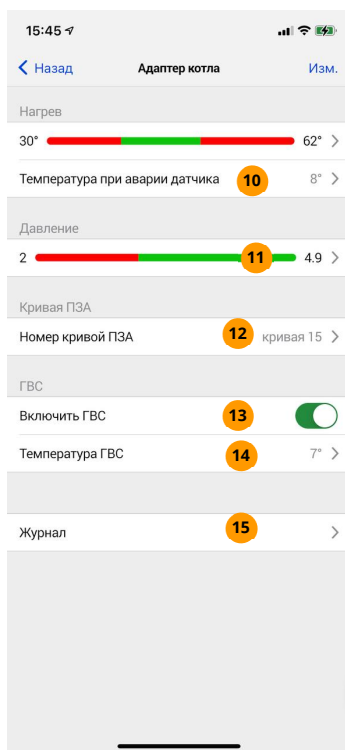 15:45
Назад Адаптер котла Изм.
Нагрев
30° 62°
Температура при аварии датчика 10 8°
Давление
2 11 4.9
Кривая ПЗА
Номер кривой ПЗА 12 кривая 15
ГВС
Включить ГВС 13
Температура ГВС 14 7°
Журнал 15